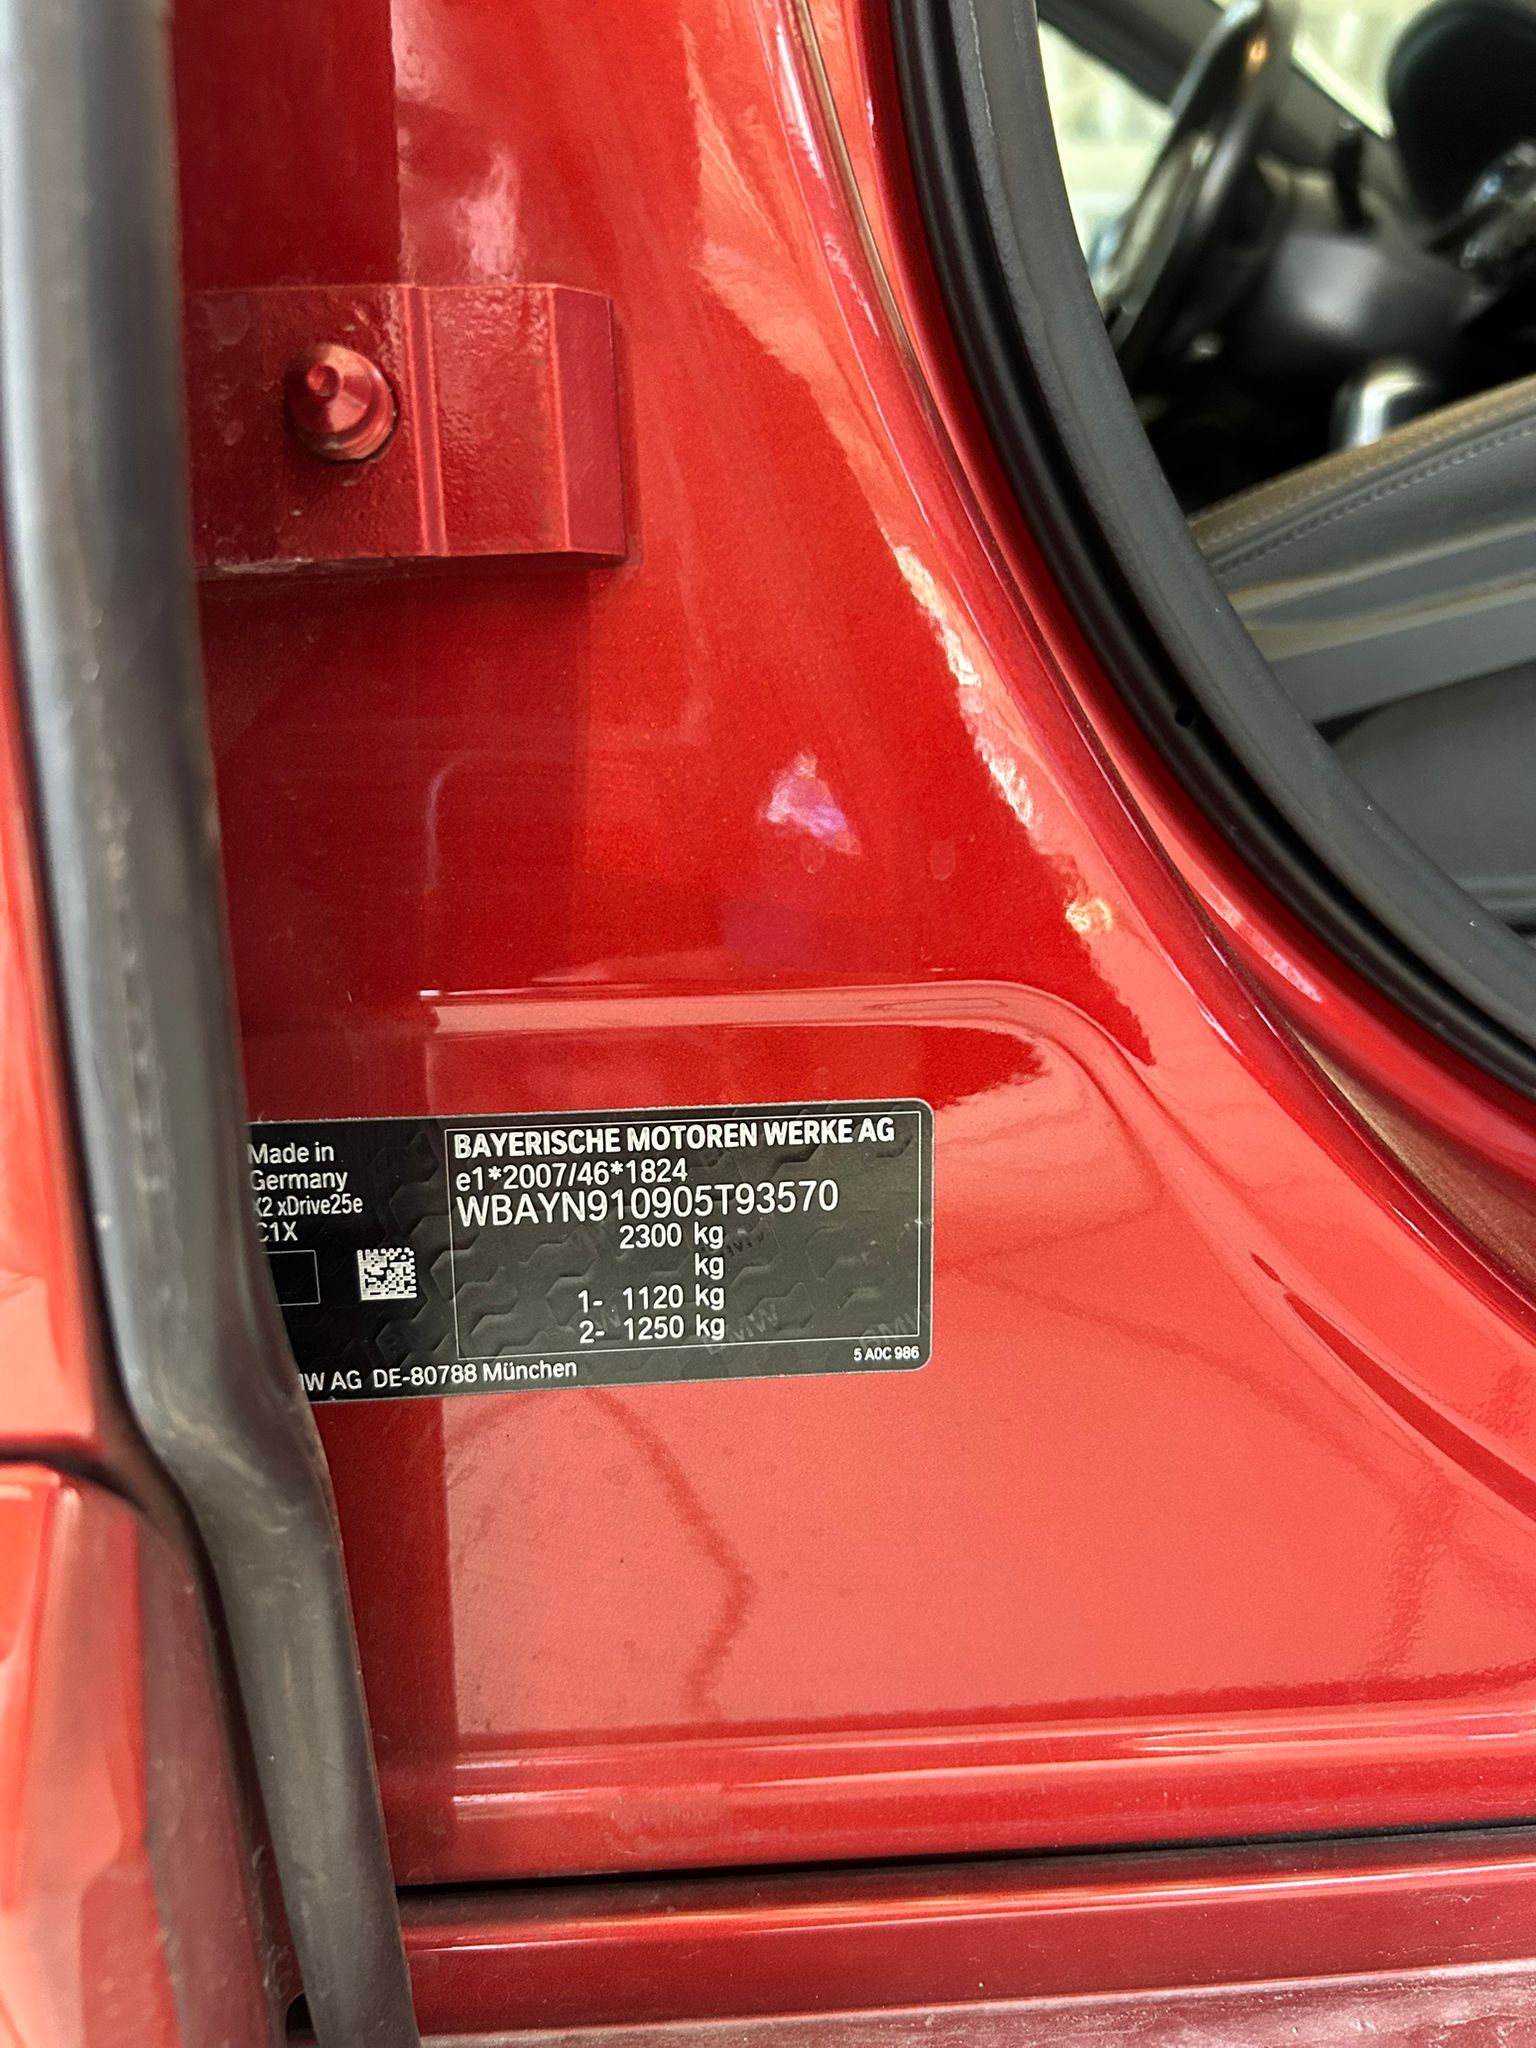 Made in
Germany
X2 xDrive25e
C1X
BAYERISCHE MOTOREN WERKE AG
e1*2007/46*1824
WBAYN910905T93570
2300 kg
kg
1- 1120 kg
2- 1250 kg
5 A0C 986
MW AG DE-80788 München